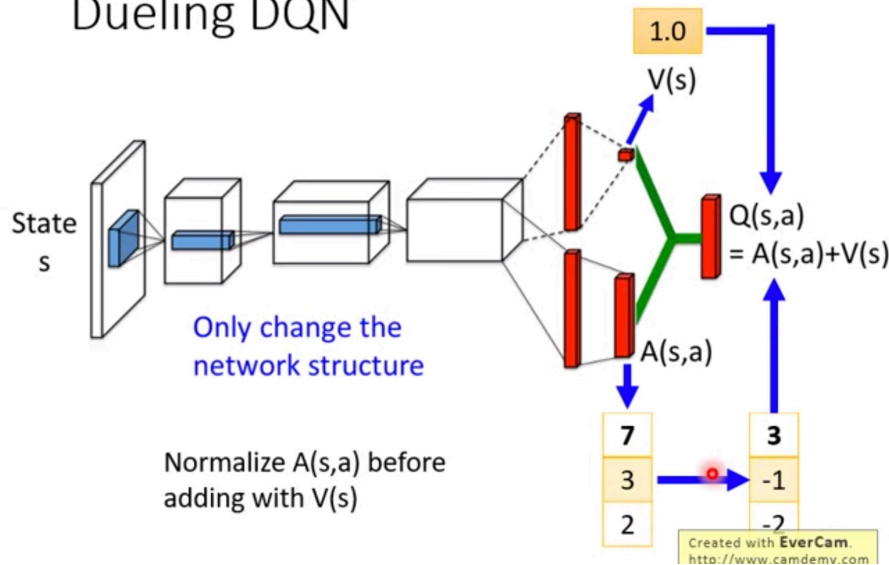 Dueling DQN
1.0
V(s)
State
s
Q(s,a)
= A(s,a)+V(s)
Only change the
network structure
A(s,a)
Normalize A(s,a) before
adding with V(s)
7
3
2
3
-1
-2
Created with EverCam.
http://www.camdemy.com